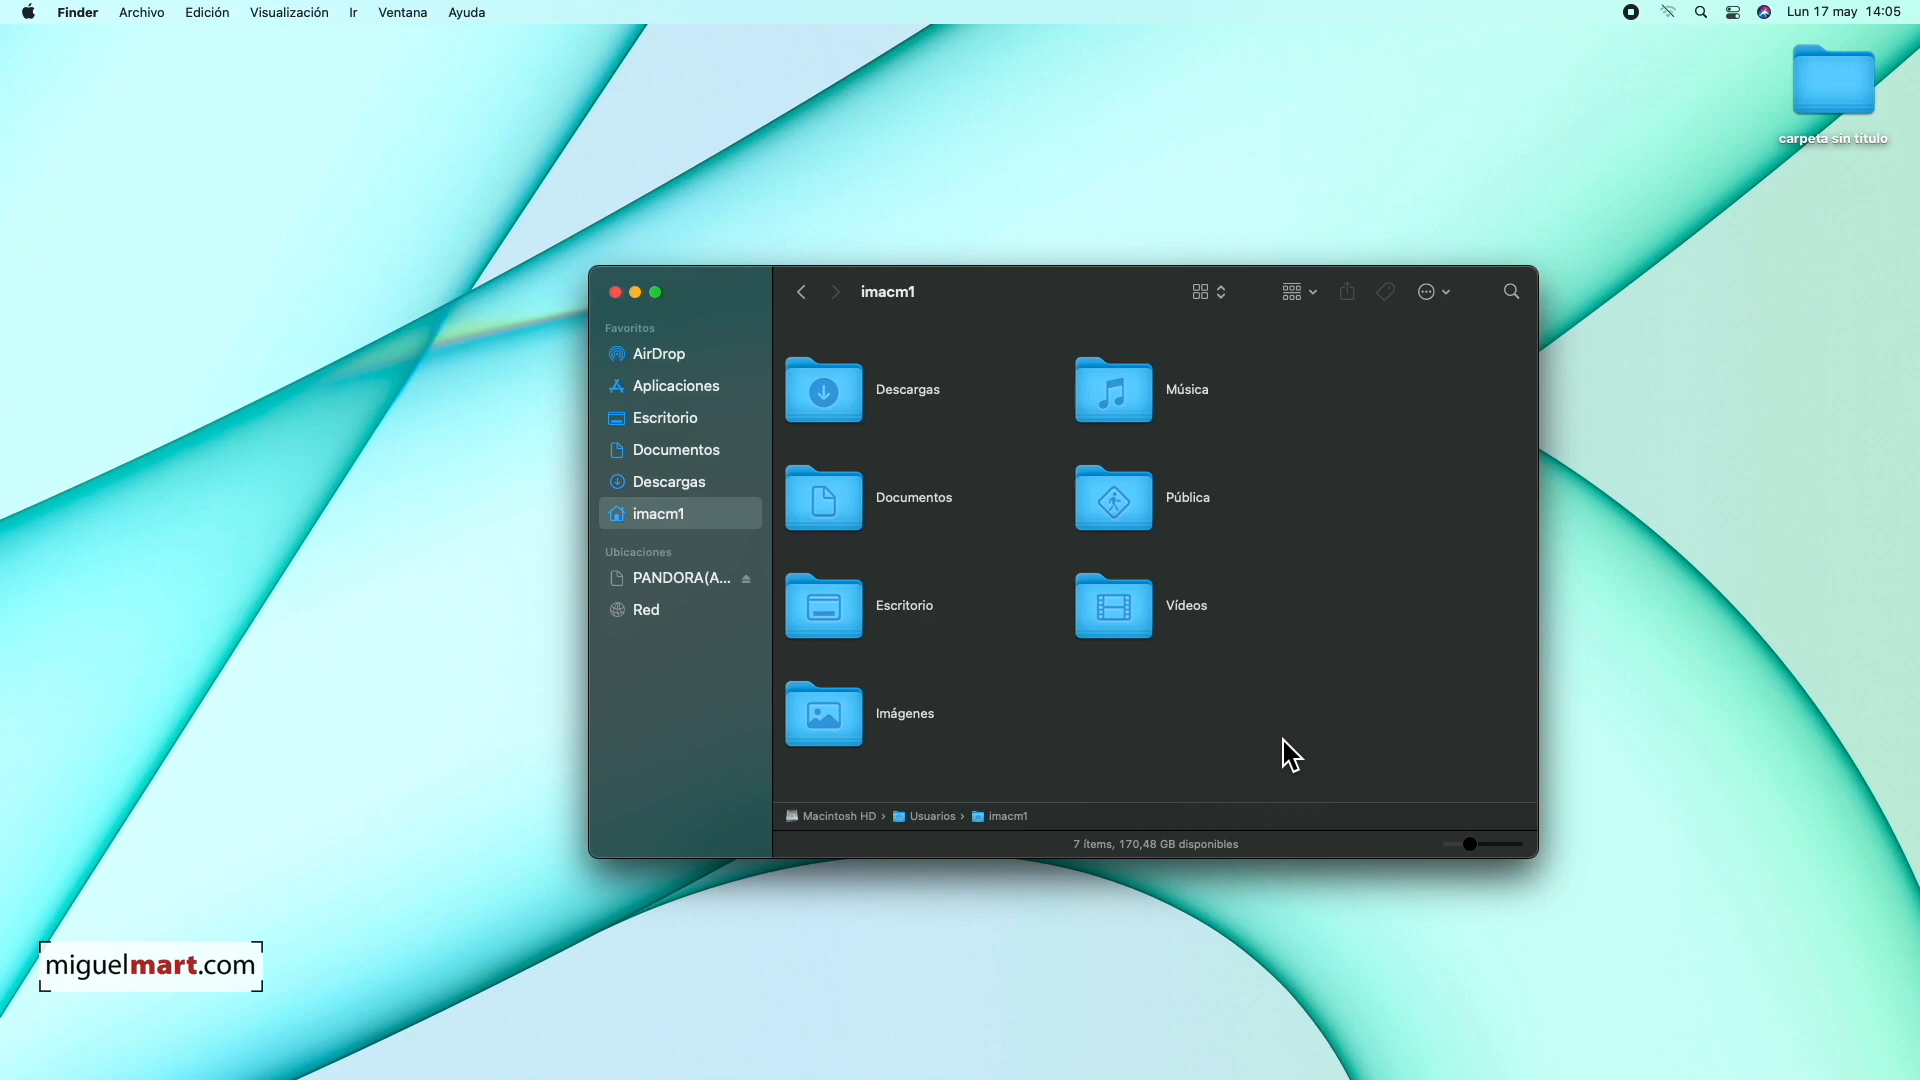 Finder Archivo Edición Visualización Ir Ventana Ayuda
Lun 17 may 14:05
carpeta sin título
imacm1
Favoritos
AirDrop
Aplicaciones
Escritorio
Documentos
Descargas
imacm1
Ubicaciones
PANDORA(A...
Red
Descargas
Música
Documentos
Pública
Escritorio
Vídeos
Imágenes
Macintosh HD › Usuarios › imacm1
7 ítems, 170,48 GB disponibles
miguelmart.com